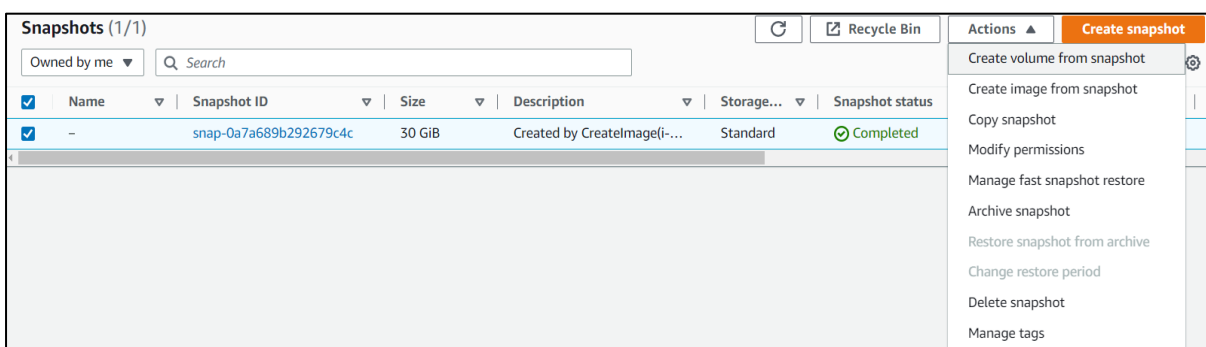 Snapshots (1/1)
Recycle Bin
Actions
Create snapshot
Owned by me
Search
Name
Snapshot ID
Size
Description
Storage...
Snapshot status
–
snap-0a7a689b292679c4c
30 GiB
Created by CreateImage(i-...
Standard
Completed
Create volume from snapshot
Create image from snapshot
Copy snapshot
Modify permissions
Manage fast snapshot restore
Archive snapshot
Restore snapshot from archive
Change restore period
Delete snapshot
Manage tags